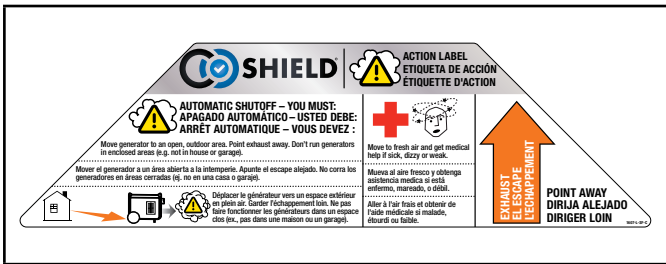 CO SHIELD®
ACTION LABEL
ETIQUETA DE ACCIÓN
ÉTIQUETTE D'ACTION
AUTOMATIC SHUTOFF – YOU MUST:
APAGADO AUTOMÁTICO – USTED DEBE:
ARRÊT AUTOMATIQUE – VOUS DEVEZ :
Move generator to an open, outdoor area. Point exhaust away. Don't run generators
in enclosed areas (e.g. not in house or garage).
Mover el generador a un área abierta a la intemperie. Apunte el escape alejado. No corra los
generadores en áreas cerradas (ej. no en una casa o garaje).
Déplacer le générateur vers un espace extérieur
en plein air. Garder l'échappement loin. Ne pas
faire fonctionner les générateurs dans un espace
clos (ex., pas dans une maison ou un garage).
Move to fresh air and get medical
help if sick, dizzy or weak.
Mueva al aire fresco y obtenga
asistencia medica si está
enfermo, mareado, o débil.
Aller à l'air frais et obtenir de
l'aide médicale si malade,
étourdi ou faible.
EXHAUST
EL ESCAPE
L'ÉCHAPPEMENT
POINT AWAY
DIRIJA ALEJADO
DIRIGER LOIN